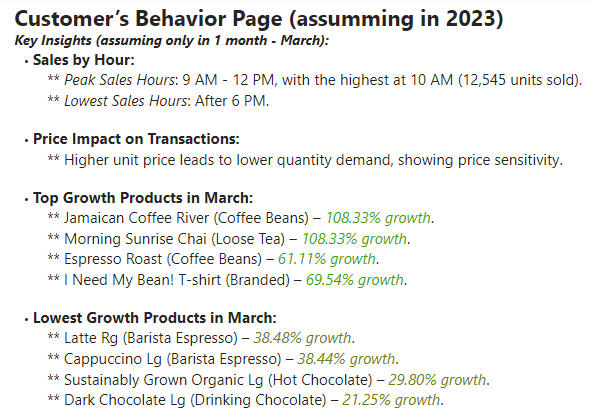 Customer's Behavior Page (assumming in 2023)
Key Insights (assuming only in 1 month - March):
• Sales by Hour:
** Peak Sales Hours: 9 AM - 12 PM, with the highest at 10 AM (12,545 units sold).
** Lowest Sales Hours: After 6 PM.
• Price Impact on Transactions:
** Higher unit price leads to lower quantity demand, showing price sensitivity.
• Top Growth Products in March:
** Jamaican Coffee River (Coffee Beans) – 108.33% growth.
** Morning Sunrise Chai (Loose Tea) – 108.33% growth.
** Espresso Roast (Coffee Beans) – 61.11% growth.
** I Need My Bean! T-shirt (Branded) – 69.54% growth.
• Lowest Growth Products in March:
** Latte Rg (Barista Espresso) – 38.48% growth.
** Cappuccino Lg (Barista Espresso) – 38.44% growth.
** Sustainably Grown Organic Lg (Hot Chocolate) – 29.80% growth.
** Dark Chocolate Lg (Drinking Chocolate) – 21.25% growth.